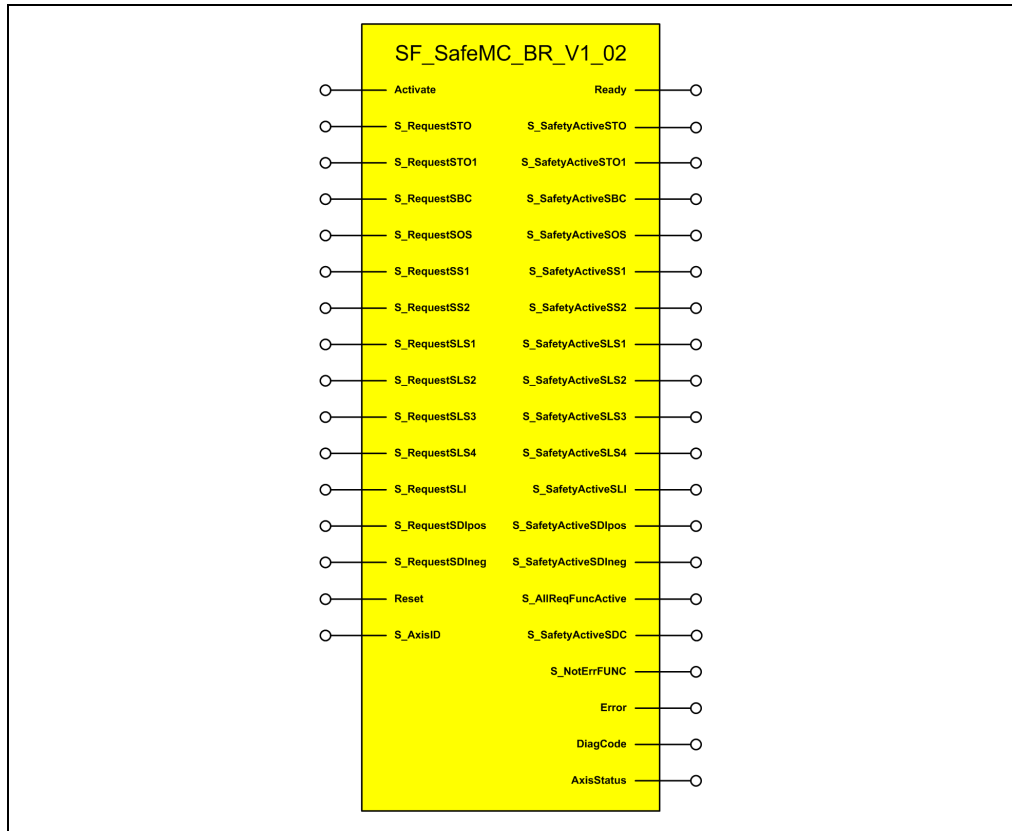 SF_SafeMC_BR_V1_02
Activate Ready
S_RequestSTO S_SafetyActiveSTO
S_RequestSTO1 S_SafetyActiveSTO1
S_RequestSBC S_SafetyActiveSBC
S_RequestSOS S_SafetyActiveSOS
S_RequestSS1 S_SafetyActiveSS1
S_RequestSS2 S_SafetyActiveSS2
S_RequestSLS1 S_SafetyActiveSLS1
S_RequestSLS2 S_SafetyActiveSLS2
S_RequestSLS3 S_SafetyActiveSLS3
S_RequestSLS4 S_SafetyActiveSLS4
S_RequestSLI S_SafetyActiveSLI
S_RequestSDIpos S_SafetyActiveSDIpos
S_RequestSDIneg S_SafetyActiveSDIneg
Reset S_AllReqFuncActive
S_AxisID S_SafetyActiveSDC
S_NotErrFUNC
Error
DiagCode
AxisStatus